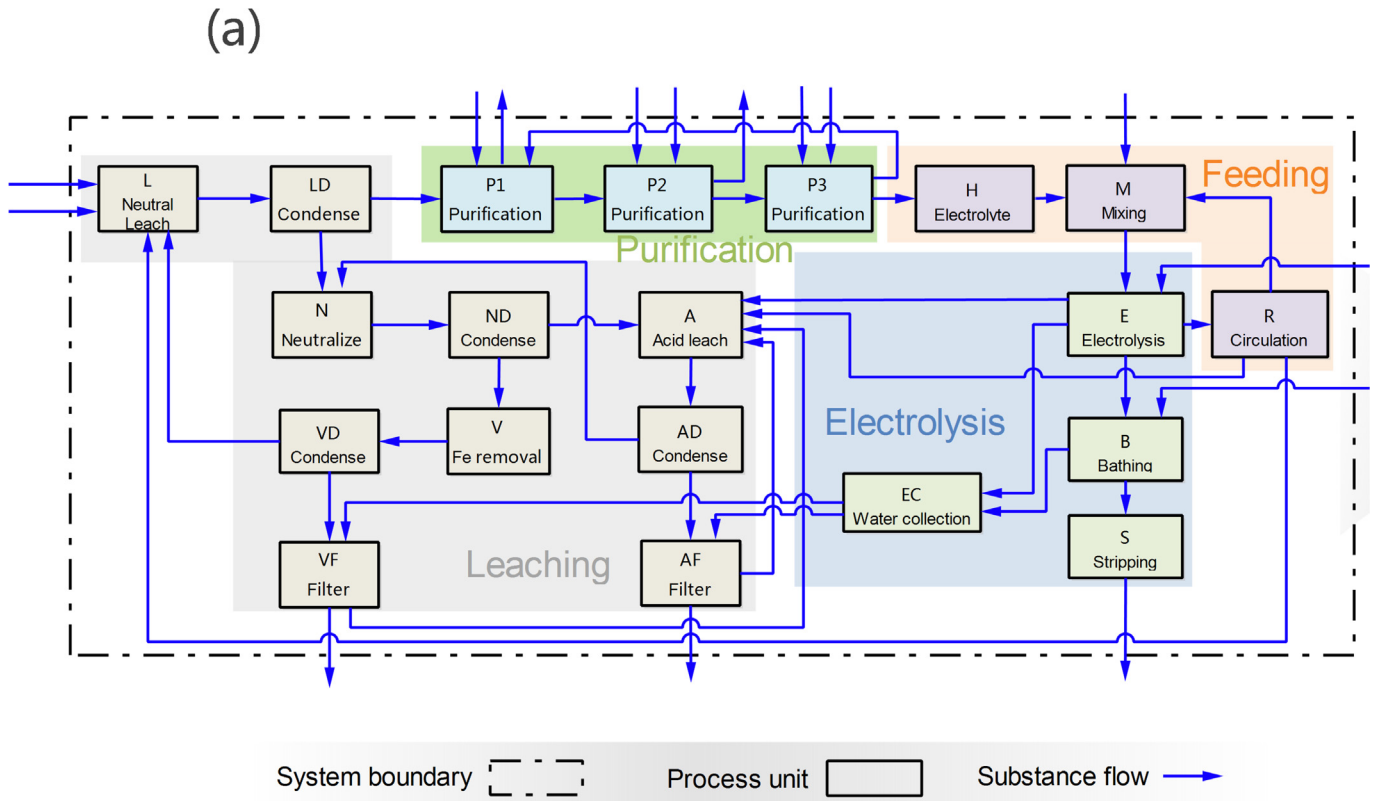 (a)
L
Neutral
Leach
LD
Condense
P1
Purification
P2
Purification
P3
Purification
H
Electrolyte
M
Mixing
Feeding
Purification
N
Neutralize
ND
Condense
A
Acid leach
E
Electrolysis
R
Circulation
VD
Condense
V
Fe removal
AD
Condense
Electrolysis
B
Bathing
EC
Water collection
VF
Filter
Leaching
AF
Filter
S
Stripping
System boundary
Process unit
Substance flow